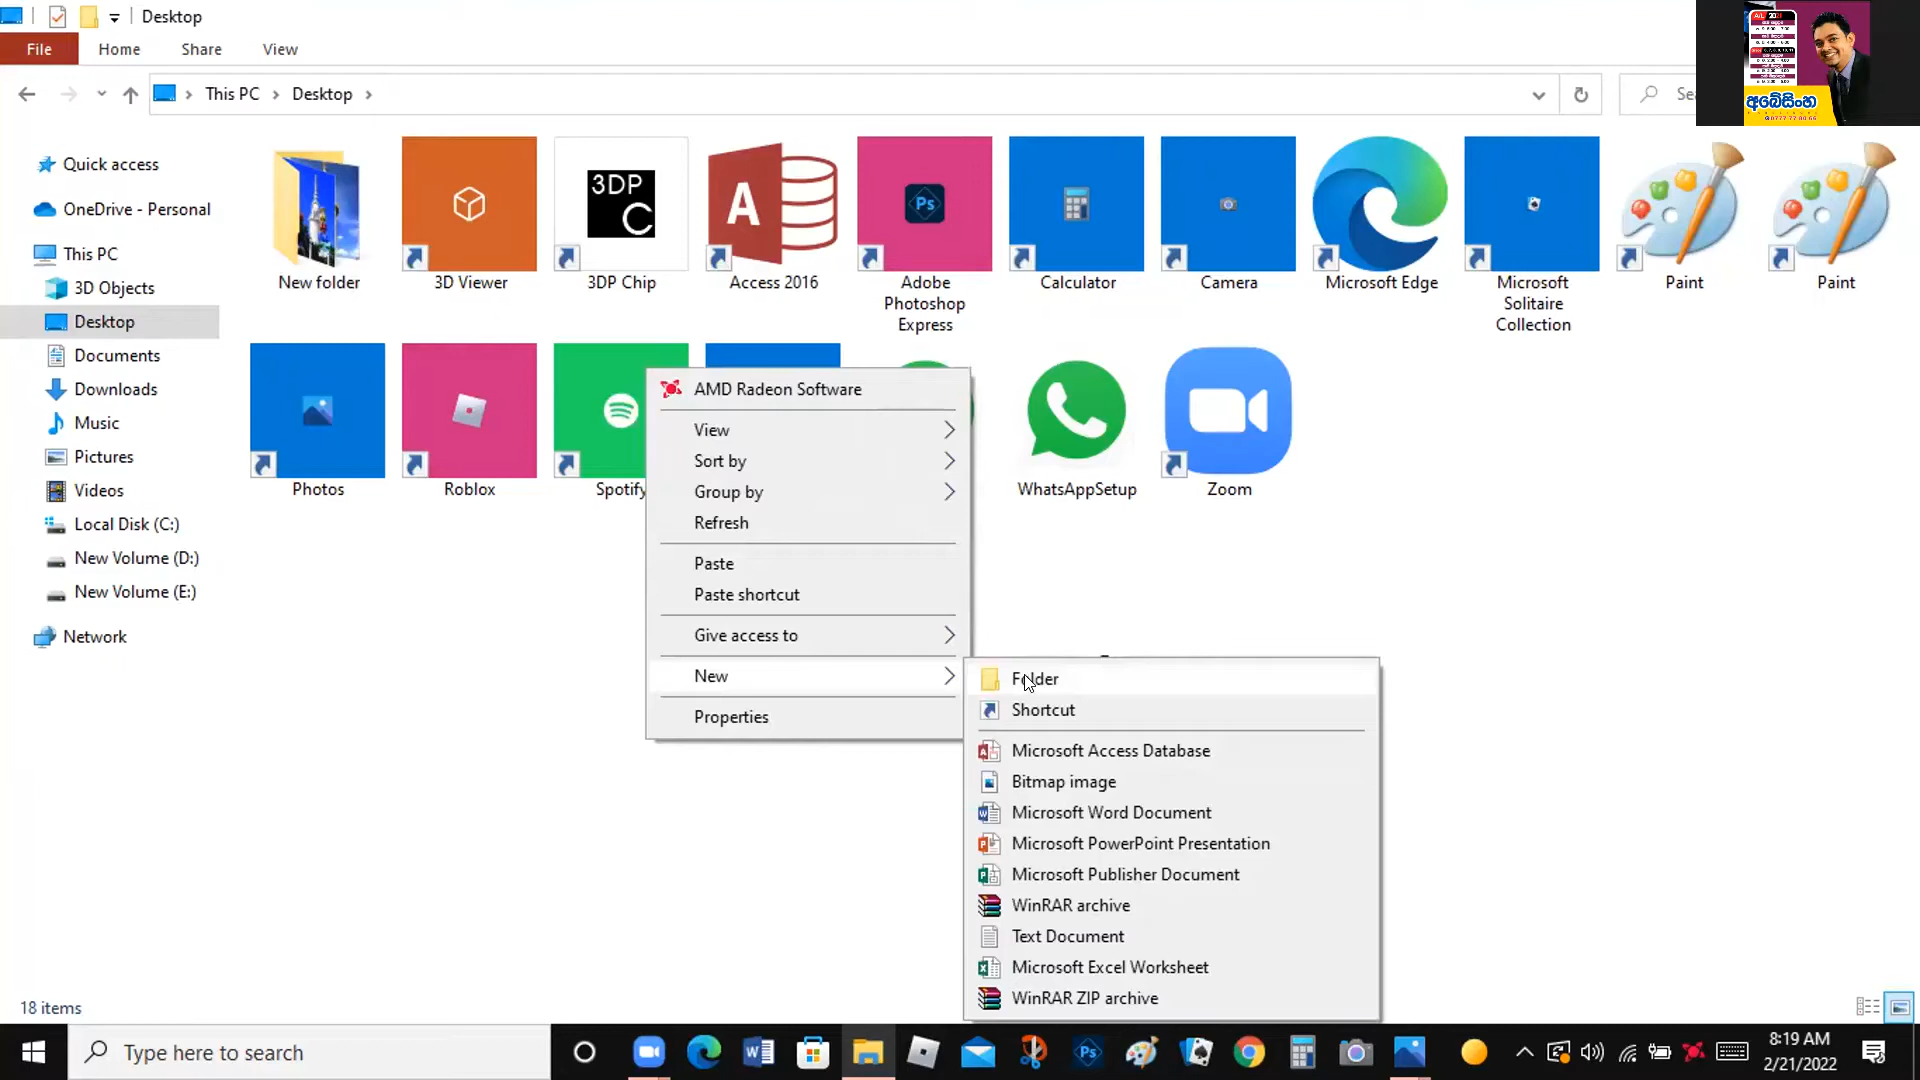 Desktop
File
Home
Share
View
This PC
Desktop
Quick access
OneDrive - Personal
This PC
3D Objects
Desktop
Documents
Downloads
Music
Pictures
Videos
Local Disk (C:)
New Volume (D:)
New Volume (E:)
Network
New folder
3D Viewer
3DP
C
3DP Chip
A
Access 2016
Ps
Adobe
Photoshop
Express
Calculator
Camera
Microsoft Edge
Microsoft
Solitaire
Collection
Paint
Paint
Photos
Roblox
Spotify
WhatsAppSetup
Zoom
AMD Radeon Software
View
Sort by
Group by
Refresh
Paste
Paste shortcut
Give access to
New
Properties
Folder
Shortcut
Microsoft Access Database
Bitmap image
Microsoft Word Document
Microsoft PowerPoint Presentation
Microsoft Publisher Document
WinRAR archive
Text Document
Microsoft Excel Worksheet
WinRAR ZIP archive
18 items
Type here to search
8:19 AM
2/21/2022
අබේසිංහ